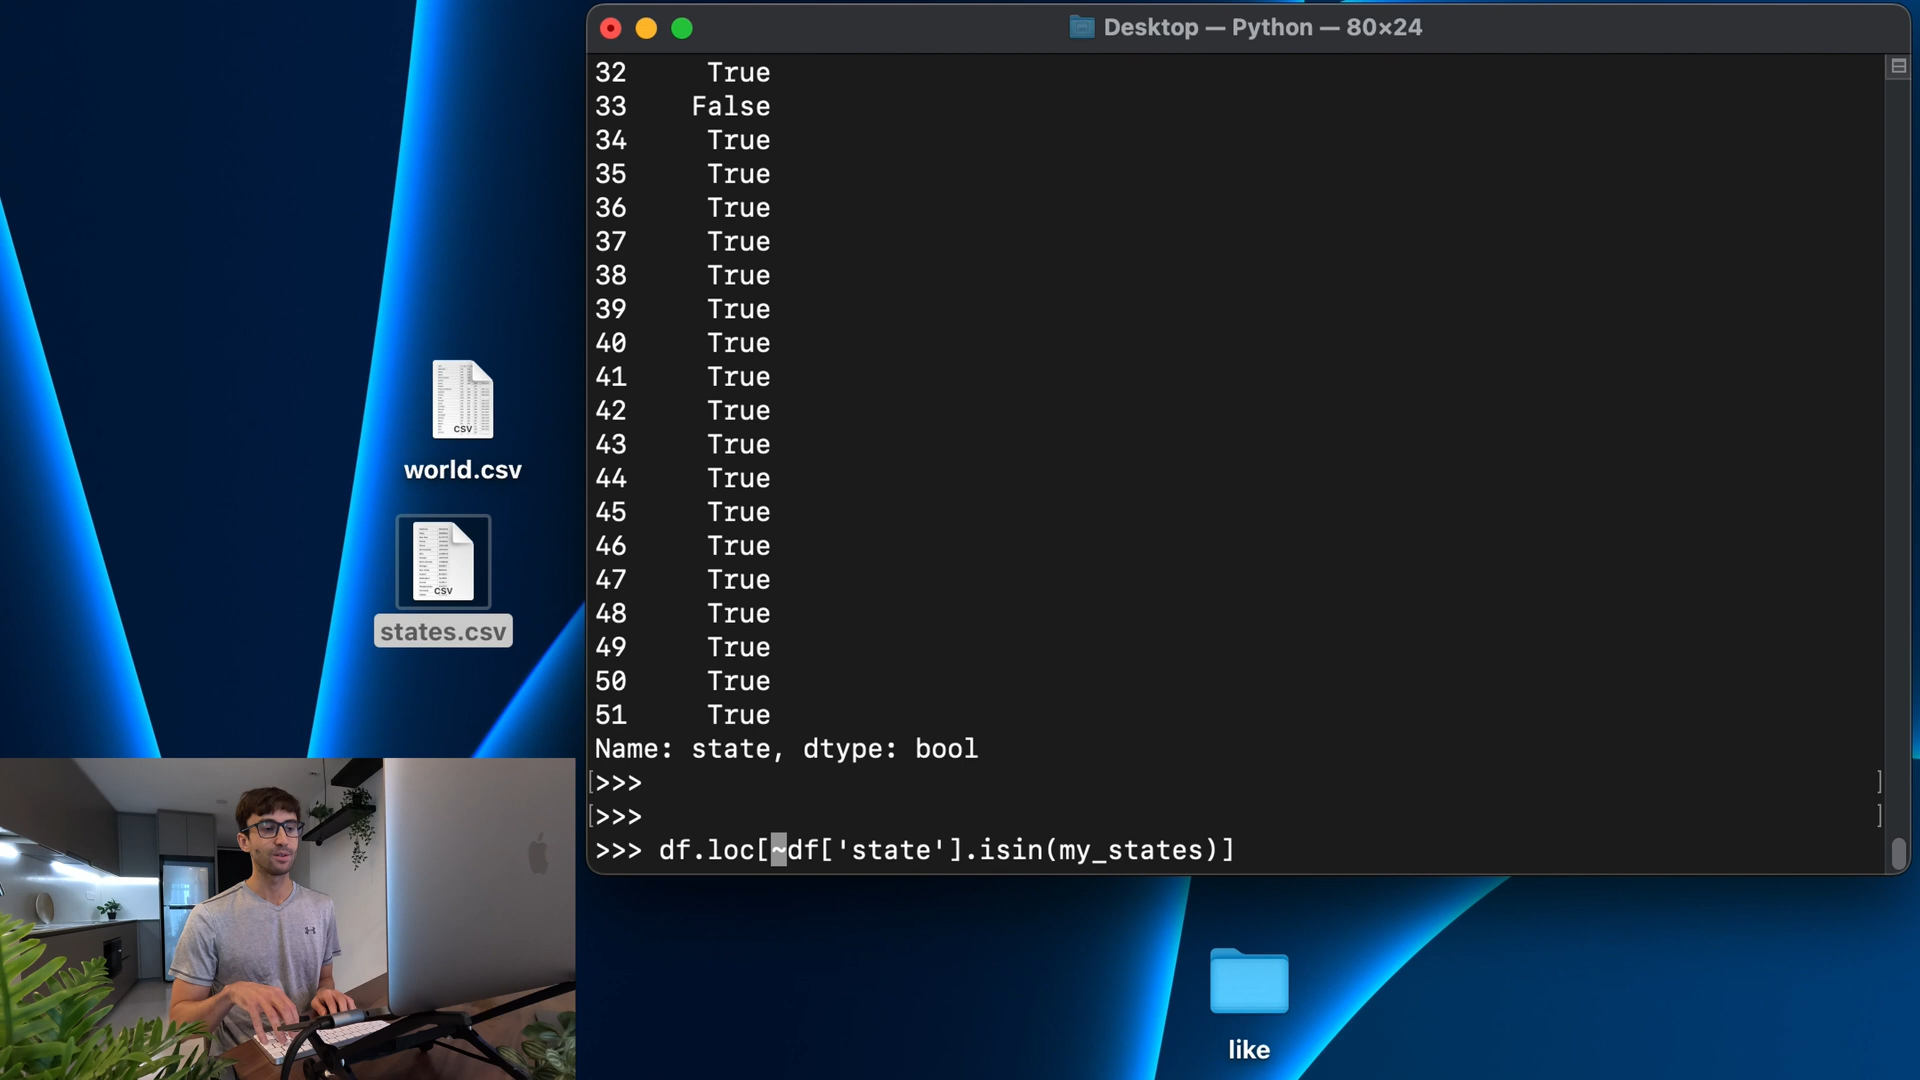 Desktop — Python — 80×24
32 True
33 False
34 True
35 True
36 True
37 True
38 True
39 True
40 True
41 True
42 True
43 True
44 True
45 True
46 True
47 True
48 True
49 True
50 True
51 True
Name: state, dtype: bool
[>>> ]
[>>> ]
>>> df.loc[~df['state'].isin(my_states)]
CSV
world.csv
CSV
states.csv
like